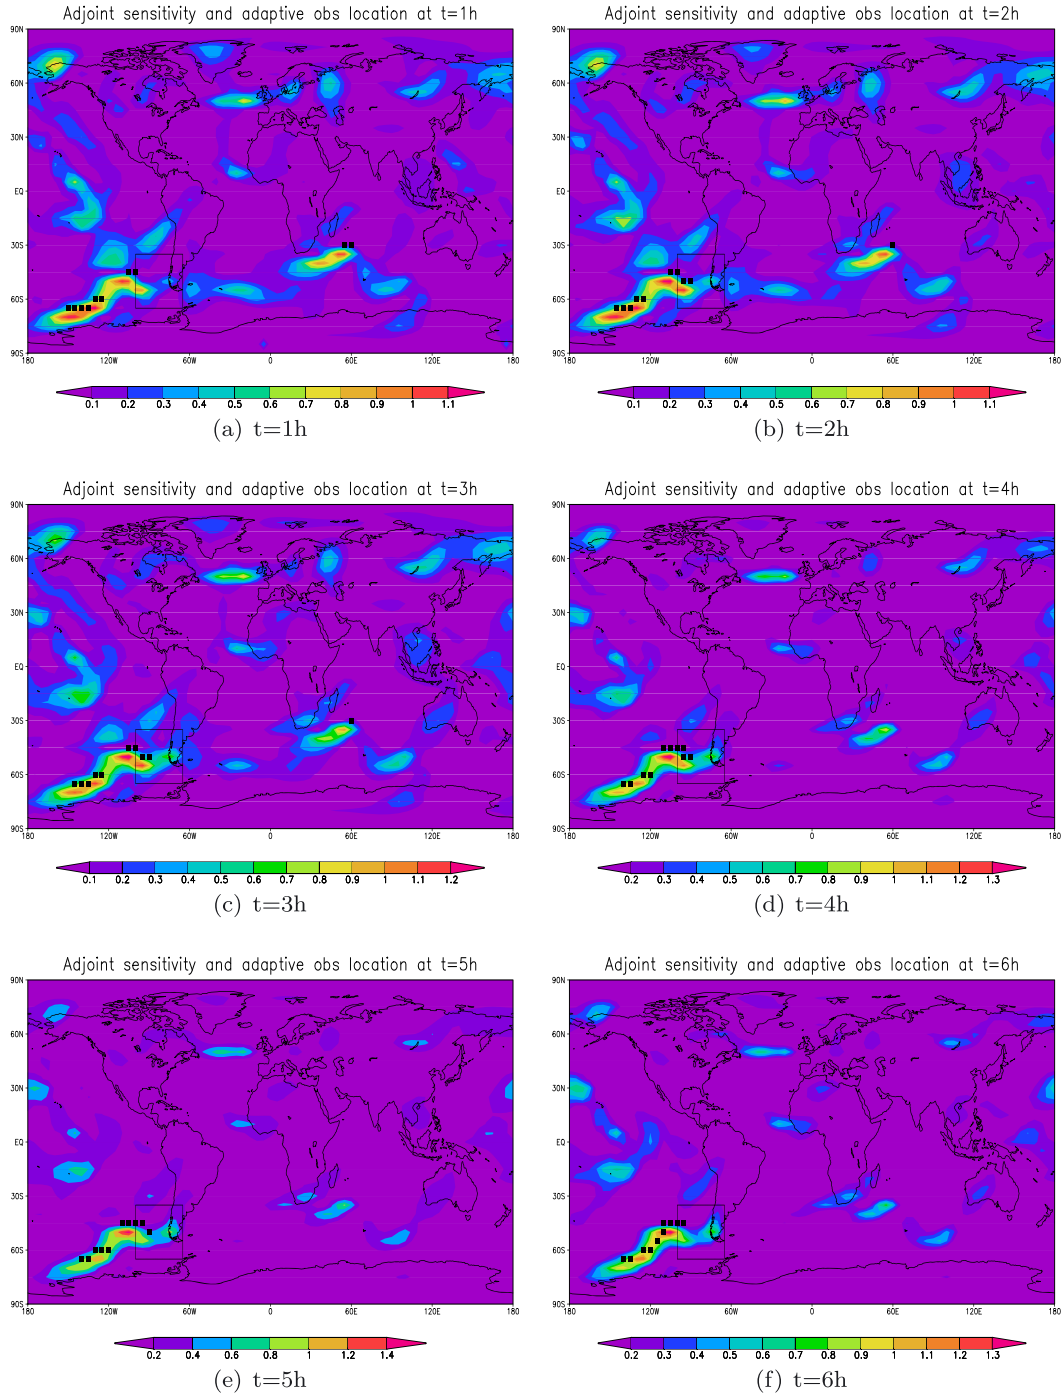 Adjoint sensitivity and adaptive obs location at t=1h
90N
60N
30N
EQ
30S
60S
90S
180 120W 60W 0 60E 120E 180
0.1 0.2 0.3 0.4 0.5 0.6 0.7 0.8 0.9 1 1.1
(a) t=1h
Adjoint sensitivity and adaptive obs location at t=2h
90N
60N
30N
EQ
30S
60S
90S
180 120W 60W 0 60E 120E 180
0.1 0.2 0.3 0.4 0.5 0.6 0.7 0.8 0.9 1 1.1
(b) t=2h
Adjoint sensitivity and adaptive obs location at t=3h
90N
60N
30N
EQ
30S
60S
90S
180 120W 60W 0 60E 120E 180
0.1 0.2 0.3 0.4 0.5 0.6 0.7 0.8 0.9 1 1.1 1.2
(c) t=3h
Adjoint sensitivity and adaptive obs location at t=4h
90N
60N
30N
EQ
30S
60S
90S
180 120W 60W 0 60E 120E 180
0.2 0.3 0.4 0.5 0.6 0.7 0.8 0.9 1 1.1 1.2 1.3
(d) t=4h
Adjoint sensitivity and adaptive obs location at t=5h
90N
60N
30N
EQ
30S
60S
90S
180 120W 60W 0 60E 120E 180
0.2 0.4 0.6 0.8 1 1.2 1.4
(e) t=5h
Adjoint sensitivity and adaptive obs location at t=6h
90N
60N
30N
EQ
30S
60S
90S
180 120W 60W 0 60E 120E 180
0.2 0.3 0.4 0.5 0.6 0.7 0.8 0.9 1 1.1 1.2 1.3
(f) t=6h